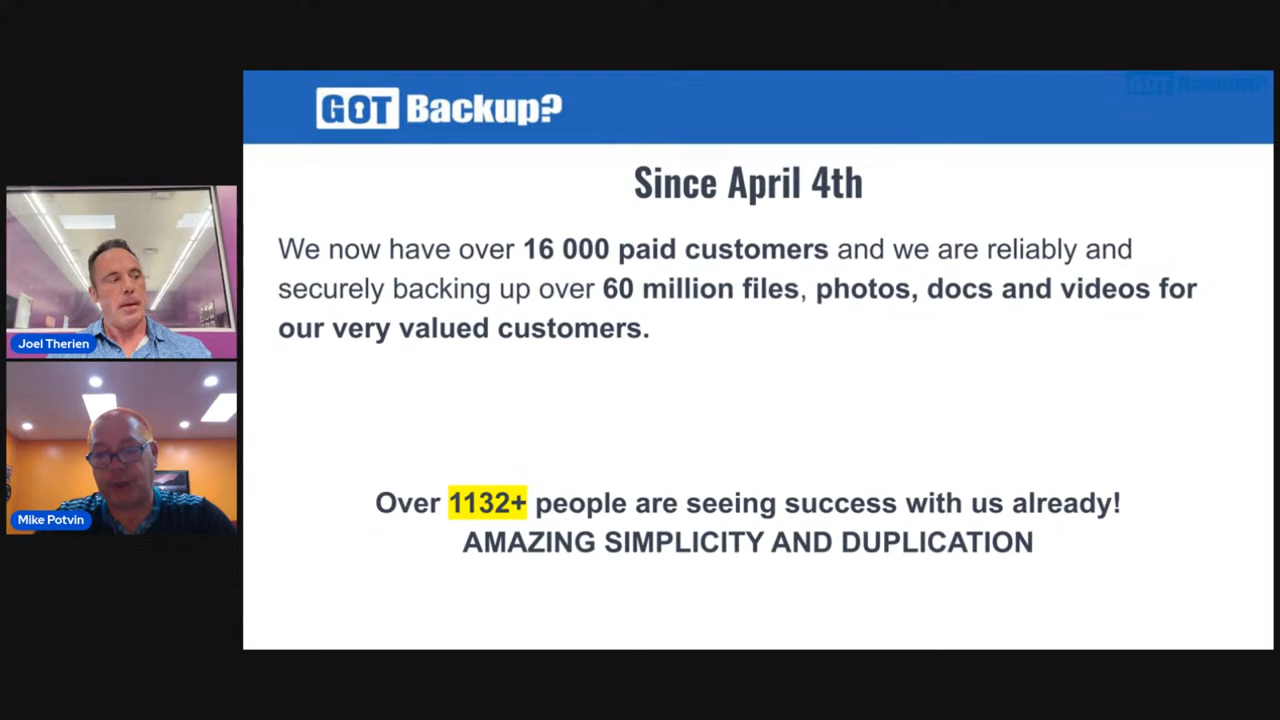 GOT Backup?
GOT Backup?
Since April 4th
We now have over 16 000 paid customers and we are reliably and
securely backing up over 60 million files, photos, docs and videos for
our very valued customers.
Joel Therien
Mike Potvin
Over 1132+ people are seeing success with us already!
AMAZING SIMPLICITY AND DUPLICATION